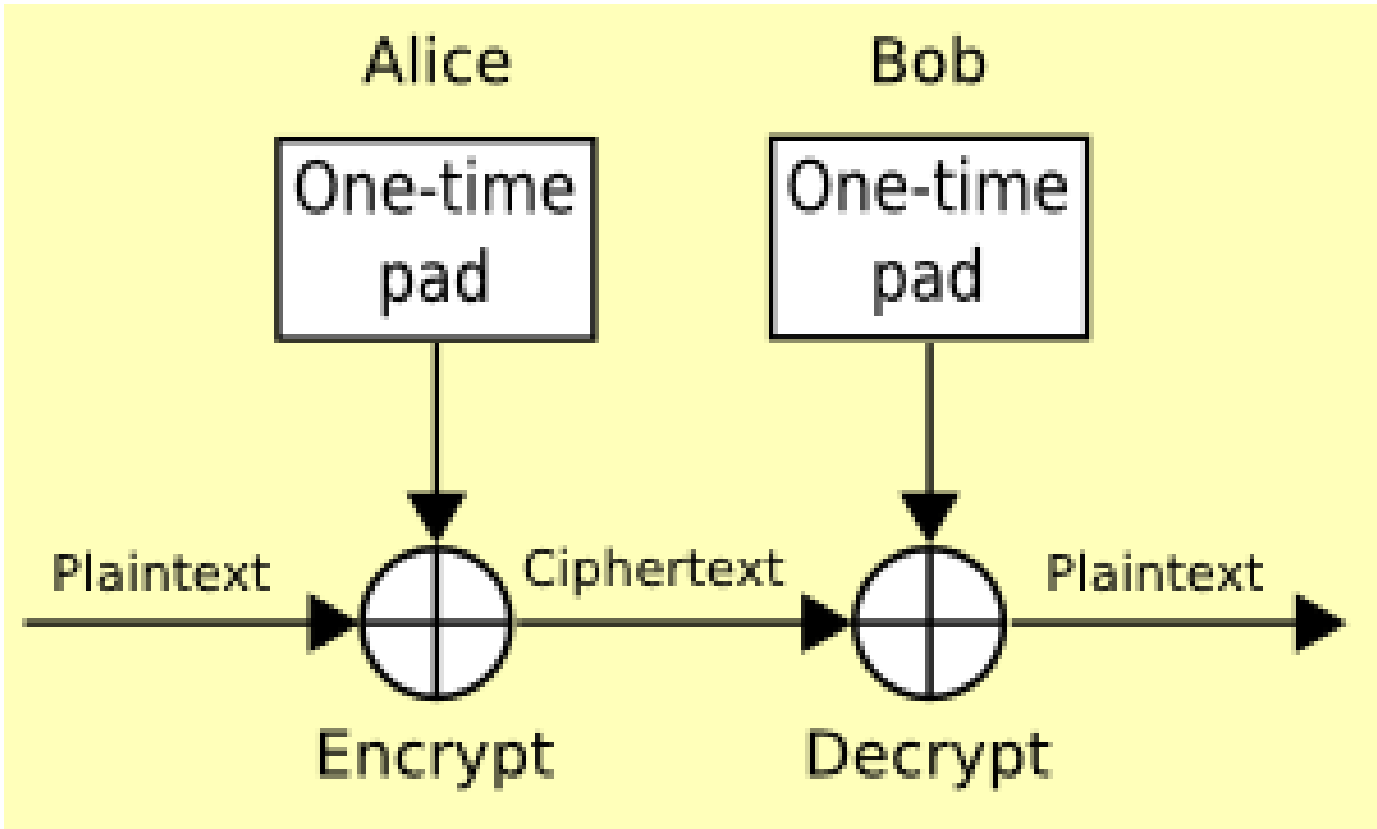 Alice
Bob
One-time
pad
One-time
pad
Plaintext
Ciphertext
Plaintext
Encrypt
Decrypt